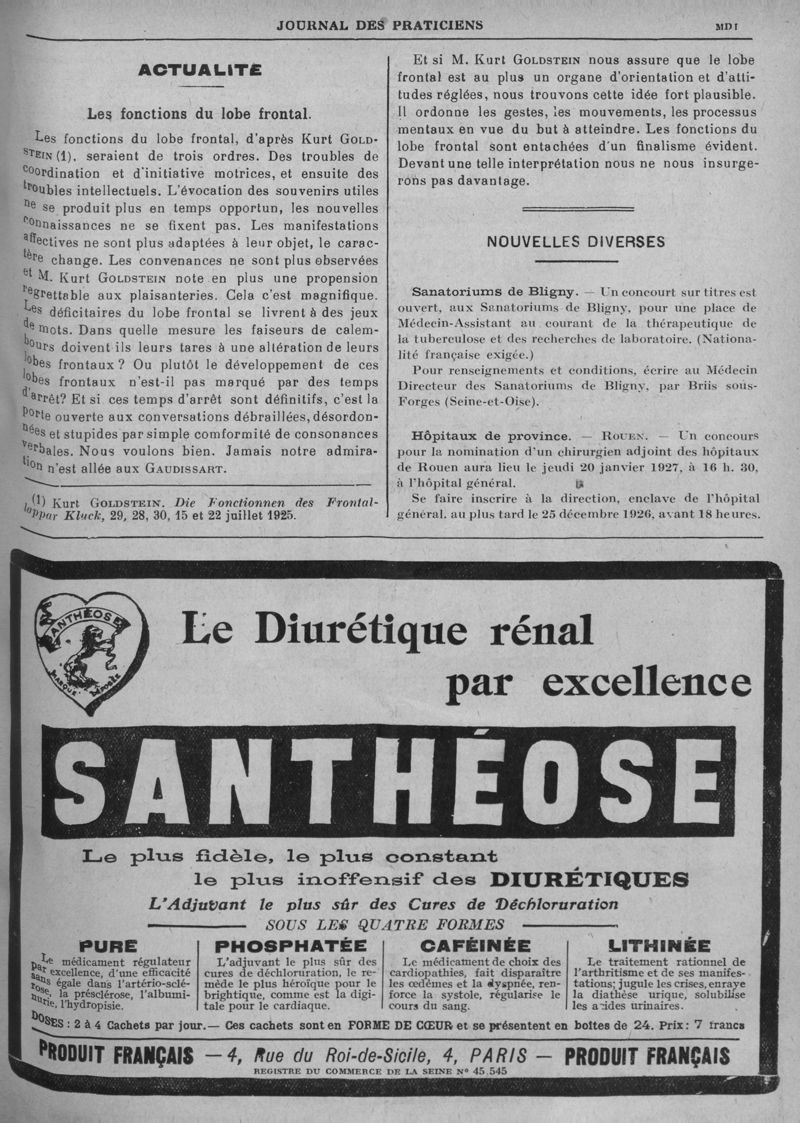 JOURNAL DES PRATICIENS
MDI
ACTUALITÉ
Les fonctions du lobe frontal.
Les fonctions du lobe frontal, d'après Kurt GOLD-
STEIN (1), seraient de trois ordres. Des troubles de
coordination et d'initiative motrices, et ensuite des
troubles intellectuels. L'évocation des souvenirs utiles
ne se produit plus en temps opportun, les nouvelles
connaissances ne se fixent pas. Les manifestations
affectives ne sont plus adaptées à leur objet, le carac-
tère change. Les convenances ne sont plus observées
et M. Kurt GOLDSTEIN note en plus une propension
regrettable aux plaisanteries. Cela c'est magnifique.
Les déficitaires du lobe frontal se livrent à des jeux
de mots. Dans quelle mesure les faiseurs de calem-
bours doivent ils leurs tares à une altération de leurs
lobes frontaux ? Ou plutôt le développement de ces
lobes frontaux n'est-il pas marqué par des temps
d'arrêt? Et si ces temps d'arrêt sont définitifs, c'est la
porte ouverte aux conversations débraillées, désordon-
nées et stupides par simple comformité de consonances
verbales. Nous voulons bien. Jamais notre admira-
tion n'est allée aux GAUDISSART.
(1) Kurt GOLDSTEIN. Die Fonctionnen des Frontal-
loppar Kluck, 29, 28, 30, 15 et 22 juillet 1925.
Et si M. Kurt GOLDSTEIN nous assure que le lobe
frontal est au plus un organe d'orientation et d'atti-
tudes réglées, nous trouvons cette idée fort plausible.
Il ordonne les gestes, les mouvements, les processus
mentaux en vue du but à atteindre. Les fonctions du
lobe frontal sont entachées d'un finalisme évident.
Devant une telle interprétation nous ne nous insurge-
rons pas davantage.
NOUVELLES DIVERSES
Sanatoriums de Bligny. — Un concourt sur titres est
ouvert, aux Sanatoriums de Bligny, pour une place de
Médecin-Assistant au courant de la thérapeutique de
la tuberculose et des recherches de laboratoire. (Nationa-
lité française exigée.)
Pour renseignements et conditions, écrire au Médecin
Directeur des Sanatoriums de Bligny, par Briis sous-
Forges (Seine-et-Oise).
Hôpitaux de province. — ROUEN. — Un concours
pour la nomination d'un chirurgien adjoint des hôpitaux
de Rouen aura lieu le jeudi 20 janvier 1927, à 16 h. 30,
à l'hôpital général.
Se faire inscrire à la direction, enclave de l'hôpital
général, au plus tard le 25 décembre 1926, avant 18 heures.
SANTHÉOSE
MARQUE DÉPOSÉE
Le Diurétique rénal
par excellence
SANTHÉOSE
Le plus fidèle, le plus constant
le plus inoffensif des DIURÉTIQUES
L'Adjuvant le plus sûr des Cures de Déchloruration
SOUS LES QUATRE FORMES
PURE
Le médicament régulateur
par excellence, d'une efficacité
sans égale dans l'artério-sclé-
rose, la présclérose, l'albumi-
nurie, l'hydropisie.
PHOSPHATÉE
L'adjuvant le plus sûr des
cures de déchloruration, le re-
mède le plus héroïque pour le
brightique, comme est la digi-
tale pour le cardiaque.
CAFÉINÉE
Le médicament de choix des
cardiopathies, fait disparaître
les œdèmes et la dyspnée, ren-
force la systole, régularise le
cours du sang.
LITHINÉE
Le traitement rationnel de
l'arthritisme et de ses manifes-
tations; jugule les crises, enraye
la diathèse urique, solubilise
les acides urinaires.
DOSES : 2 à 4 Cachets par jour. — Ces cachets sont en FORME DE CŒUR et se présentent en boîtes de 24. Prix: 7 francs
PRODUIT FRANÇAIS — 4, Rue du Roi-de-Sicile, 4, PARIS — PRODUIT FRANÇAIS
REGISTRE DU COMMERCE DE LA SEINE Nº 45.545